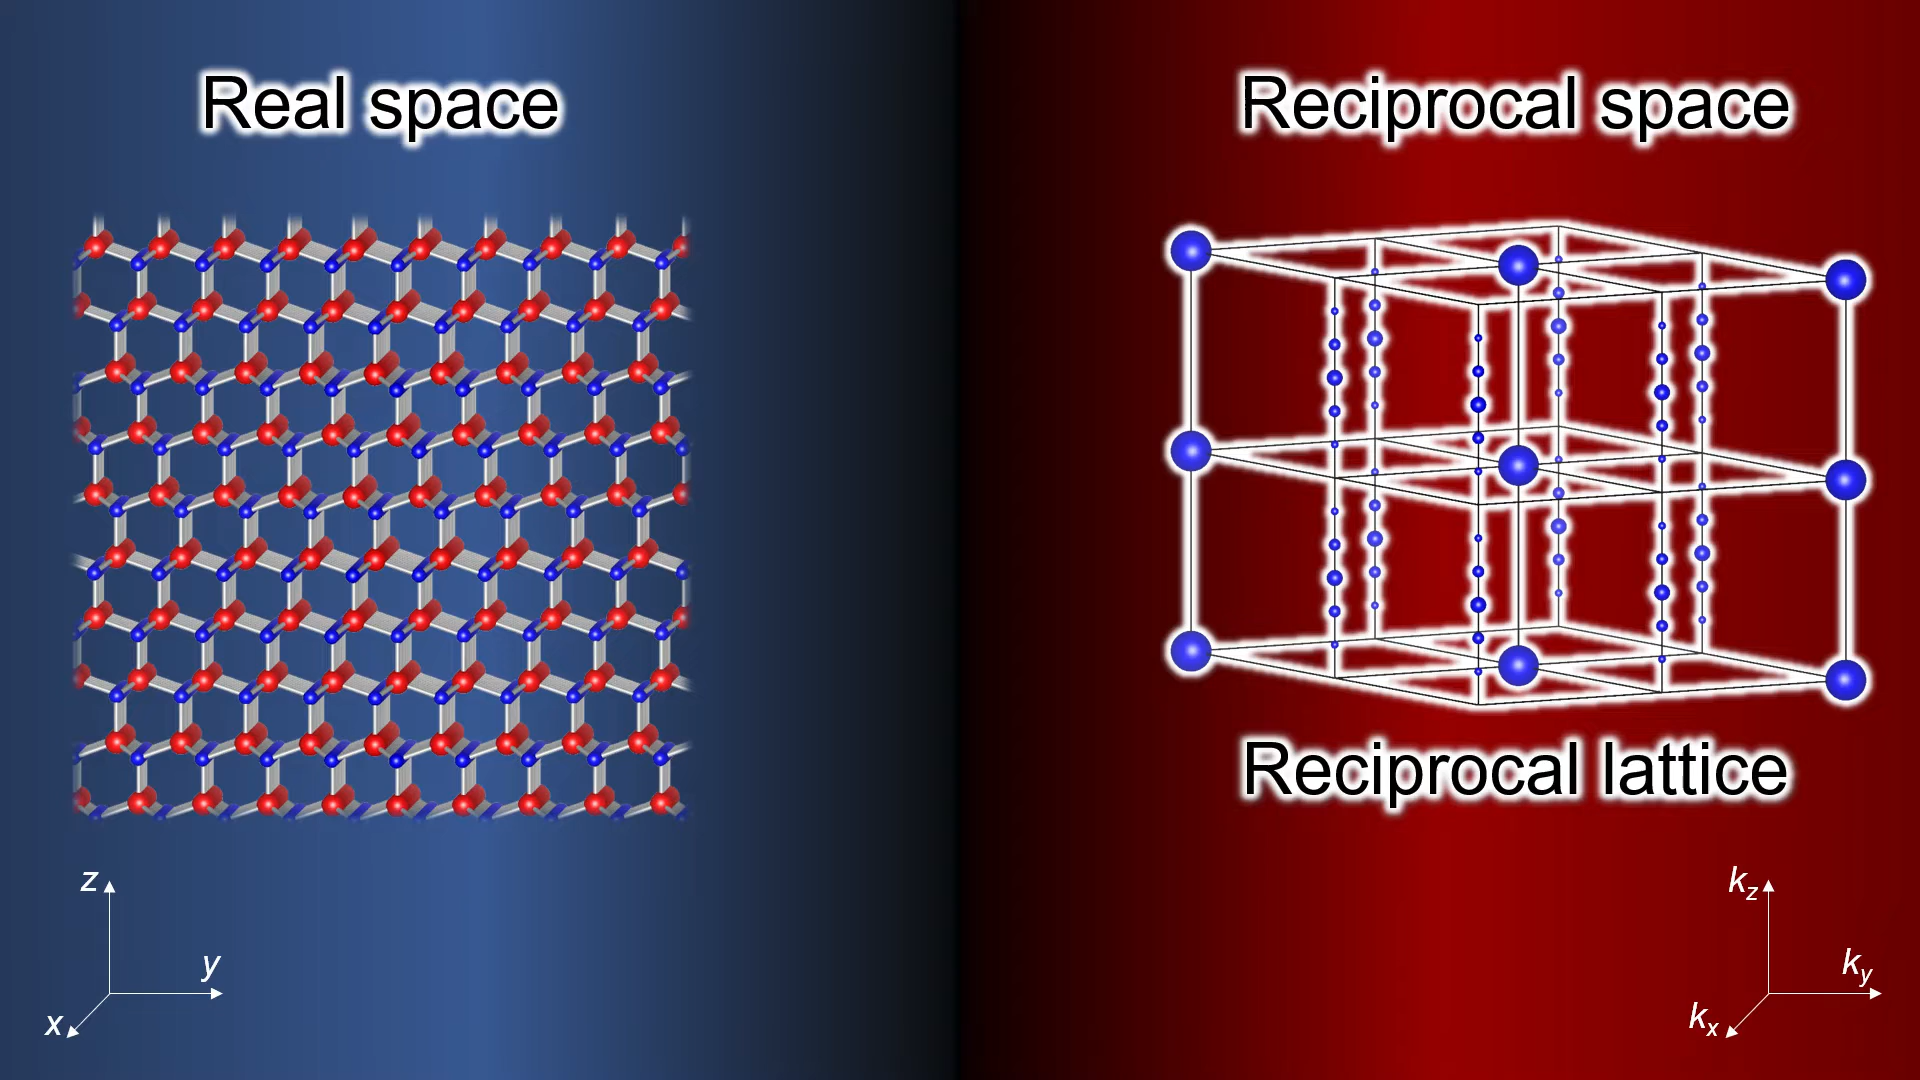 Real space
Reciprocal space
Reciprocal lattice
z
y
x
kz
ky
kx